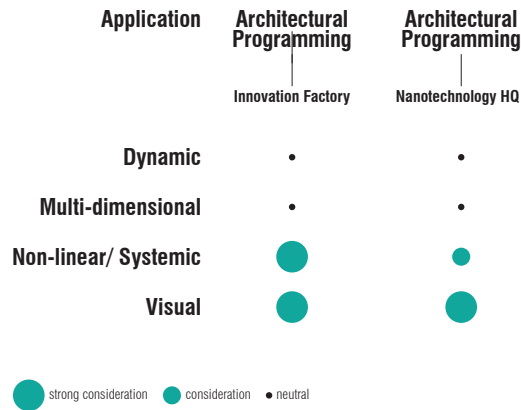 Application
Architectural Programming
Architectural Programming
Innovation Factory
Nanotechnology HQ
Dynamic
Multi-dimensional
Non-linear/ Systemic
Visual
strong consideration
consideration
neutral